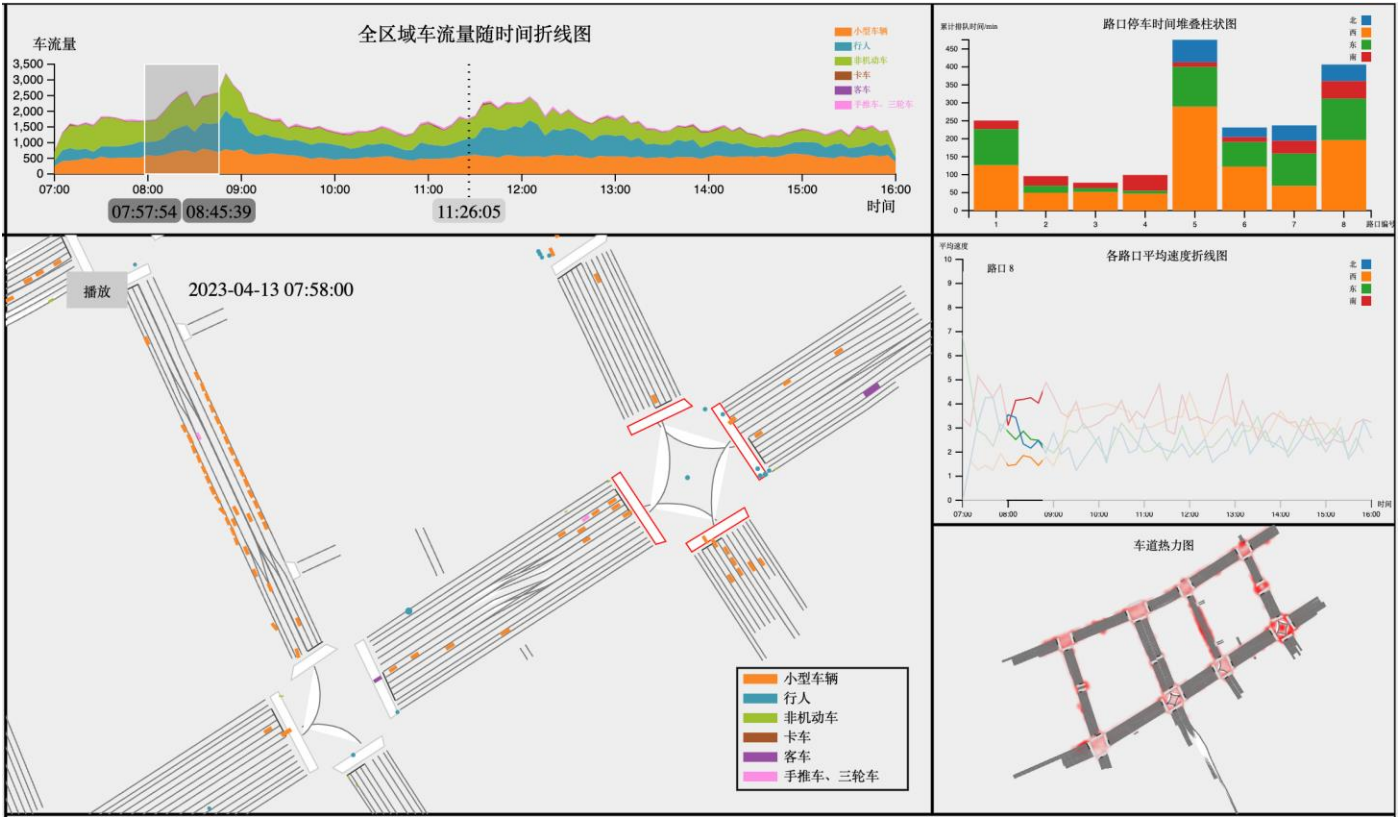 全区域车流量随时间折线图
车流量
小型车辆
行人
非机动车
卡车
客车
手推车、三轮车
3,500
3,000
2,500
2,000
1,500
1,000
500
0
07:00 08:00 09:00 10:00 11:00 12:00 13:00 14:00 15:00 16:00
时间
07:57:54 08:45:39 11:26:05
路口停车时间堆叠柱状图
累计排队时间/min
北
西
东
南
450
400
350
300
250
200
150
100
50
0
1 2 3 4 5 6 7 8
路口编号
播放
2023-04-13 07:58:00
小型车辆
行人
非机动车
卡车
客车
手推车、三轮车
各路口平均速度折线图
平均速度
路口 8
北
西
东
南
10
9
8
7
6
5
4
3
2
1
0
07:00 08:00 09:00 10:00 11:00 12:00 13:00 14:00 15:00 16:00
时间
车道热力图